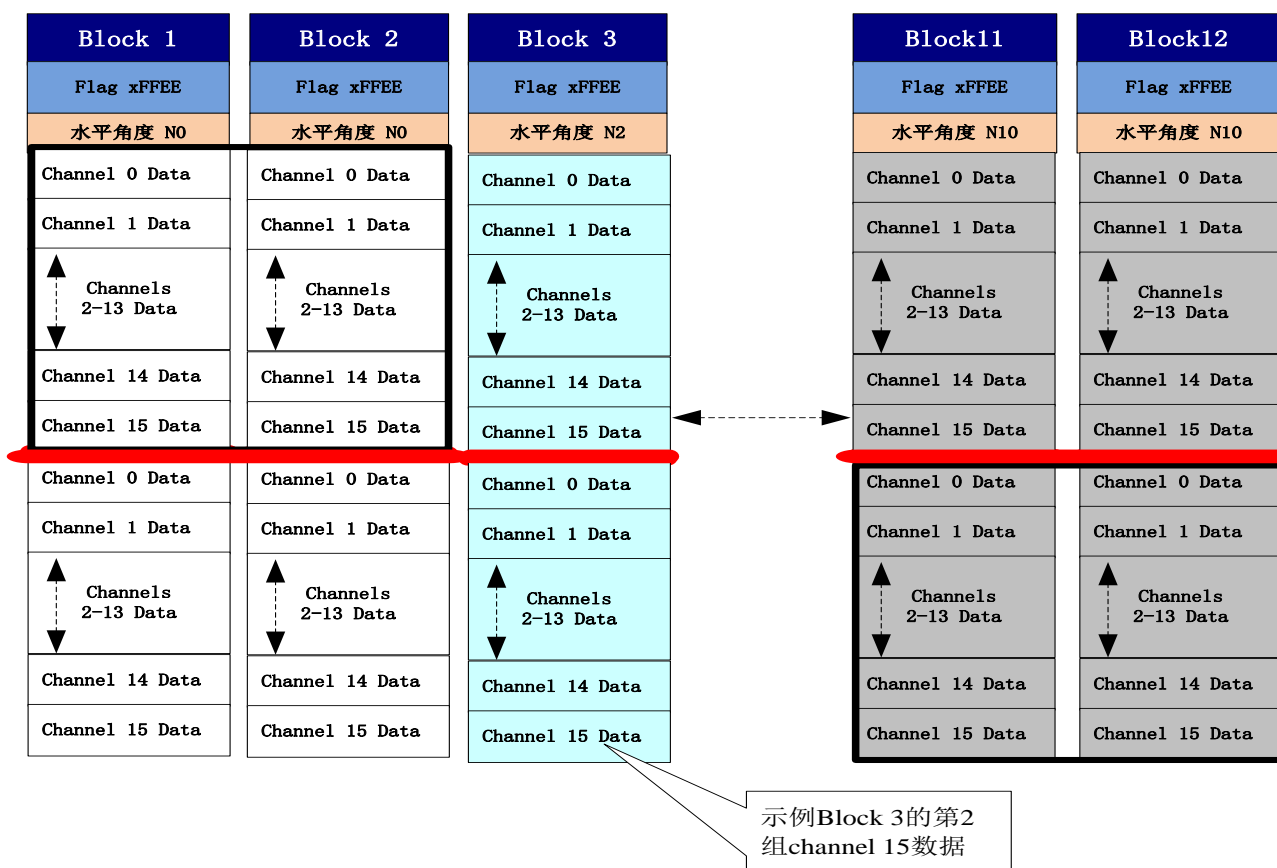 Block 1
Flag xFFEE
水平角度 N0
Channel 0 Data
Channel 1 Data
Channels
2-13 Data
Channel 14 Data
Channel 15 Data
Channel 0 Data
Channel 1 Data
Channels
2-13 Data
Channel 14 Data
Channel 15 Data
Block 2
Flag xFFEE
水平角度 N0
Channel 0 Data
Channel 1 Data
Channels
2-13 Data
Channel 14 Data
Channel 15 Data
Channel 0 Data
Channel 1 Data
Channels
2-13 Data
Channel 14 Data
Channel 15 Data
Block 3
Flag xFFEE
水平角度 N2
Channel 0 Data
Channel 1 Data
Channels
2-13 Data
Channel 14 Data
Channel 15 Data
Channel 0 Data
Channel 1 Data
Channels
2-13 Data
Channel 14 Data
Channel 15 Data
示例Block 3的第2
组channel 15数据
Block11
Flag xFFEE
水平角度 N10
Channel 0 Data
Channel 1 Data
Channels
2-13 Data
Channel 14 Data
Channel 15 Data
Channel 0 Data
Channel 1 Data
Channels
2-13 Data
Channel 14 Data
Channel 15 Data
Block12
Flag xFFEE
水平角度 N10
Channel 0 Data
Channel 1 Data
Channels
2-13 Data
Channel 14 Data
Channel 15 Data
Channel 0 Data
Channel 1 Data
Channels
2-13 Data
Channel 14 Data
Channel 15 Data